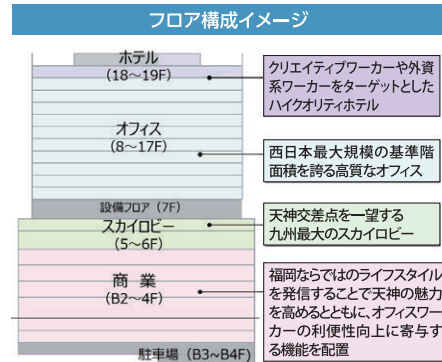 フロア構成イメージ
ホテル
(18〜19F)
クリエイティブワーカーや外資
系ワーカーをターゲットとした
ハイクオリティホテル
オフィス
(8〜17F)
西日本最大規模の基準階
面積を誇る高質なオフィス
設備フロア (7F)
スカイロビー
(5〜6F)
天神交差点を一望する
九州最大のスカイロビー
商 業
(B2〜4F)
福岡ならではのライフスタイル
を発信することで天神の魅力
を高めるとともに、オフィスワー
カーの利便性向上に寄与す
る機能を配置
駐車場 (B3〜B4F)